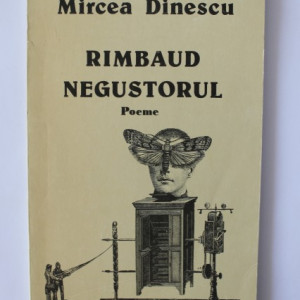 Mircea Dinescu
RIMBAUD
NEGUSTORUL
Poeme